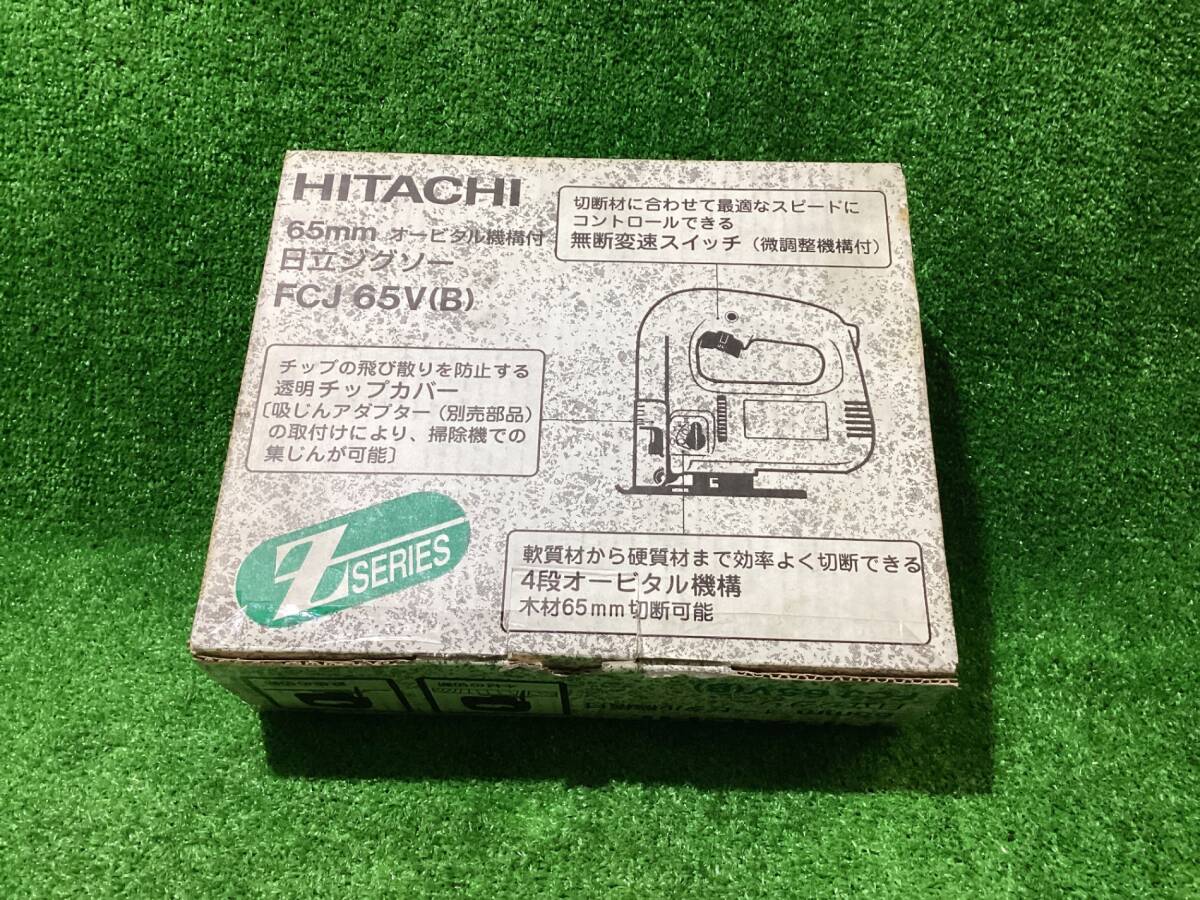 HITACHI
65mm オービタル機構付
日立ジグソー
FCJ 65V(B)
切断材に合わせて最適なスピードに
コントロールできる
無断変速スイッチ（微調整機構付）
チップの飛び散りを防止する
透明チップカバー
〔吸じんアダプター（別売部品）
の取付けにより、掃除機での
集じんが可能〕
Z SERIES
軟質材から硬質材まで効率よく切断できる
4段オービタル機構
木材65mm切断可能